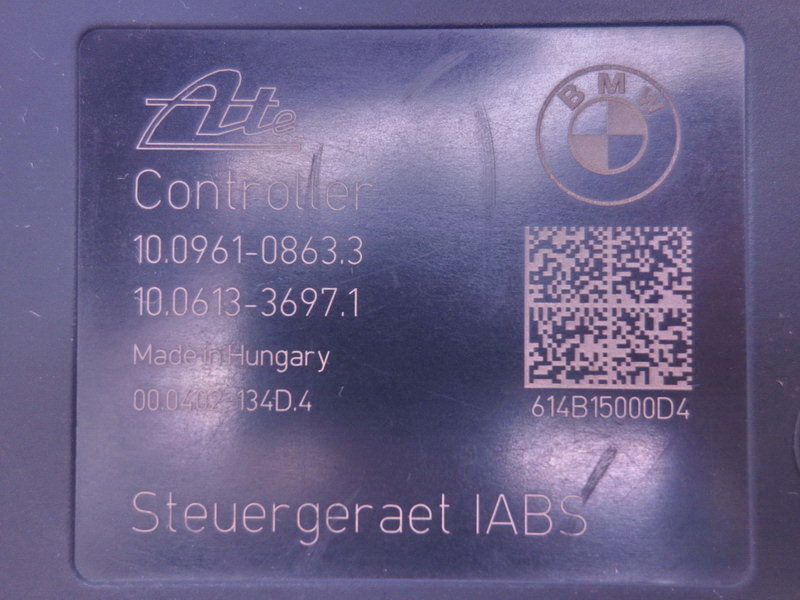 Ate
BMW
Controller
10.0961-0863.3
10.0613-3697.1
Made in Hungary
00.0402-134D.4
614B15000D4
Steuergeraet IABS